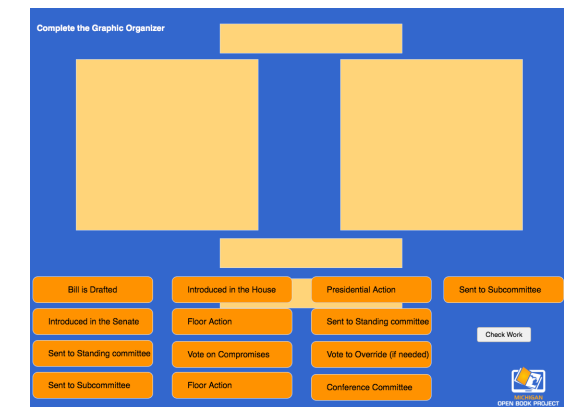 Complete the Graphic Organizer
Bill is Drafted
Introduced in the House
Presidential Action
Sent to Subcommittee
Introduced in the Senate
Floor Action
Sent to Standing committee
Check Work
Sent to Standing committee
Vote on Compromises
Vote to Override (if needed)
Sent to Subcommittee
Floor Action
Conference Committee
MICHIGAN
OPEN BOOK PROJECT